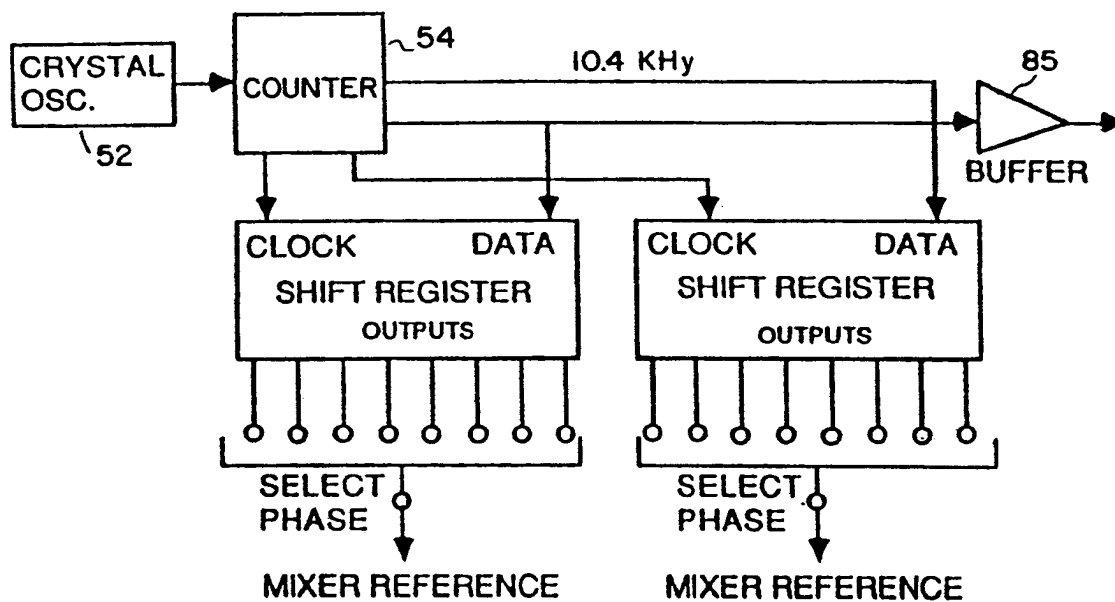 CRYSTAL
OSC.
52
COUNTER
54
10.4 KHy
85
BUFFER
CLOCK
DATA
SHIFT REGISTER
OUTPUTS
CLOCK
DATA
SHIFT REGISTER
OUTPUTS
SELECT
PHASE
SELECT
PHASE
MIXER REFERENCE
MIXER REFERENCE